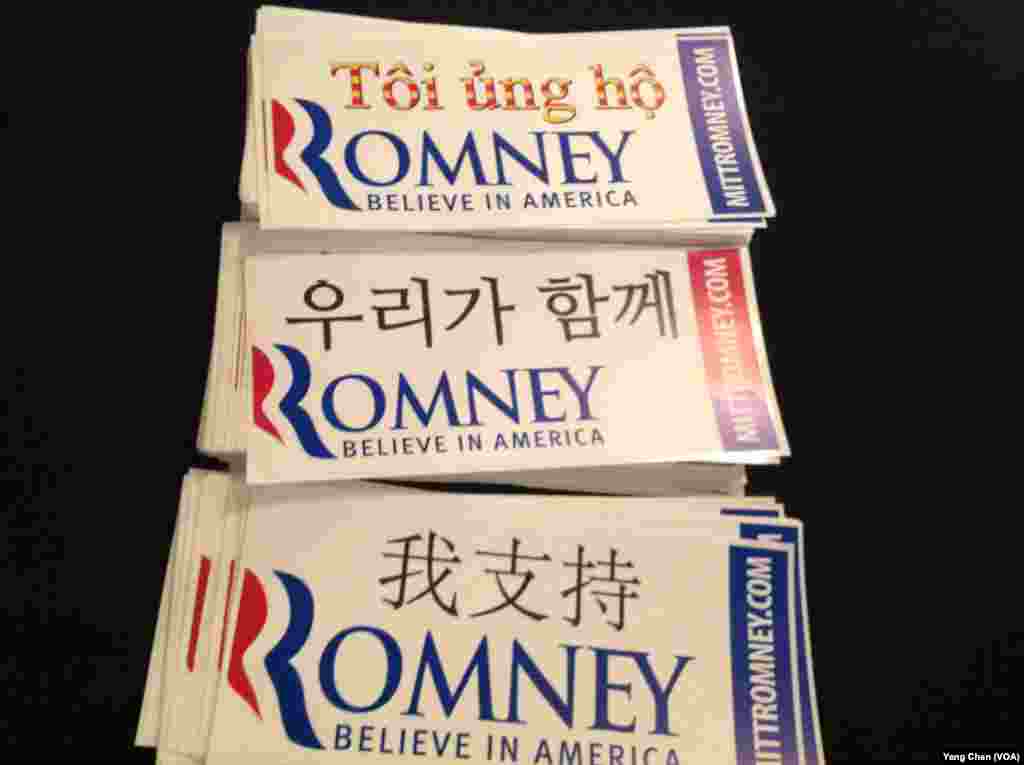 Tôi ủng hộ
ROMNEY
BELIEVE IN AMERICA
MITTROMNEY.COM
우리가 함께
ROMNEY
BELIEVE IN AMERICA
MITTROMNEY.COM
我支持
ROMNEY
BELIEVE IN AMERICA
MITTROMNEY.COM
Yang Chen (VOA)